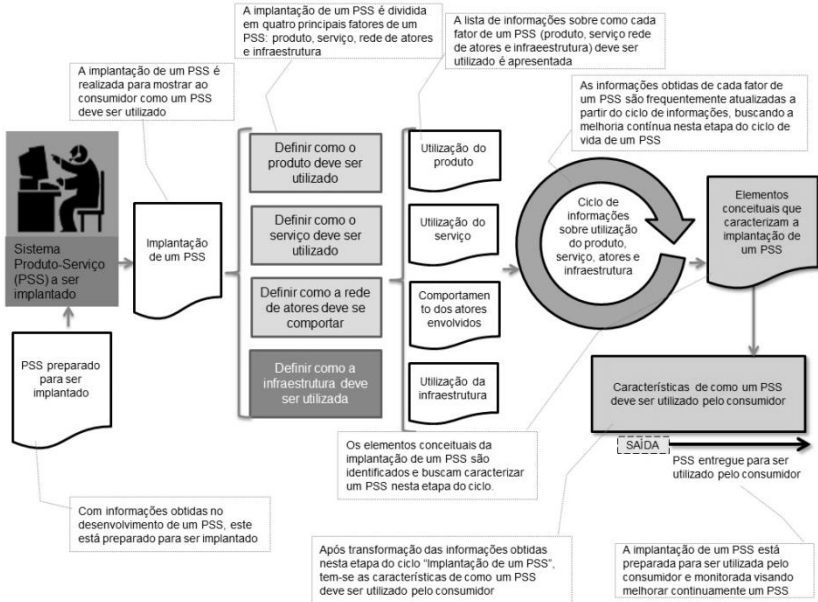 A implantação de um PSS é dividida
em quatro principais fatores de um
PSS: produto, serviço, rede de atores
e infraestrutura
A lista de informações sobre como cada
fator de um PSS (produto, serviço rede
de atores e infraeestrutura) deve ser
utilizado é apresentada
A implantação de um PSS é
realizada para mostrar ao
consumidor como um PSS
deve ser utilizado
As informações obtidas de cada fator de
um PSS são frequentemente atualizadas a
partir do ciclo de informações, buscando a
melhoria contínua nesta etapa do ciclo de
vida de um PSS
Sistema
Produto-Serviço
(PSS) a ser
implantado
PSS preparado
para ser
implantado
Implantação
de um PSS
Definir como o
produto deve ser
utilizado
Definir como o
serviço deve ser
utilizado
Definir como a rede
de atores deve se
comportar
Definir como a
infraestrutura deve
ser utilizada
Utilização do
produto
Utilização do
serviço
Comportamen
to dos atores
envolvidos
Utilização da
infraestrutura
Ciclo de
informações
sobre utilização
do produto,
serviço, atores e
infraestrutura
Elementos
conceituais que
caracterizam a
implantação de
um PSS
Características de como um PSS
deve ser utilizado pelo consumidor
SAÍDA
PSS entregue para ser
utilizado pelo consumidor
Os elementos conceituais da
implantação de um PSS são
identificados e buscam caracterizar
um PSS nesta etapa do ciclo.
Com informações obtidas no
desenvolvimento de um PSS, este
está preparado para ser implantado
Após transformação das informações obtidas
nesta etapa do ciclo "Implantação de um PSS",
tem-se as características de como um PSS
deve ser utilizado pelo consumidor
A implantação de um PSS está
preparada para ser utilizada pelo
consumidor e monitorada visando
melhorar continuamente um PSS